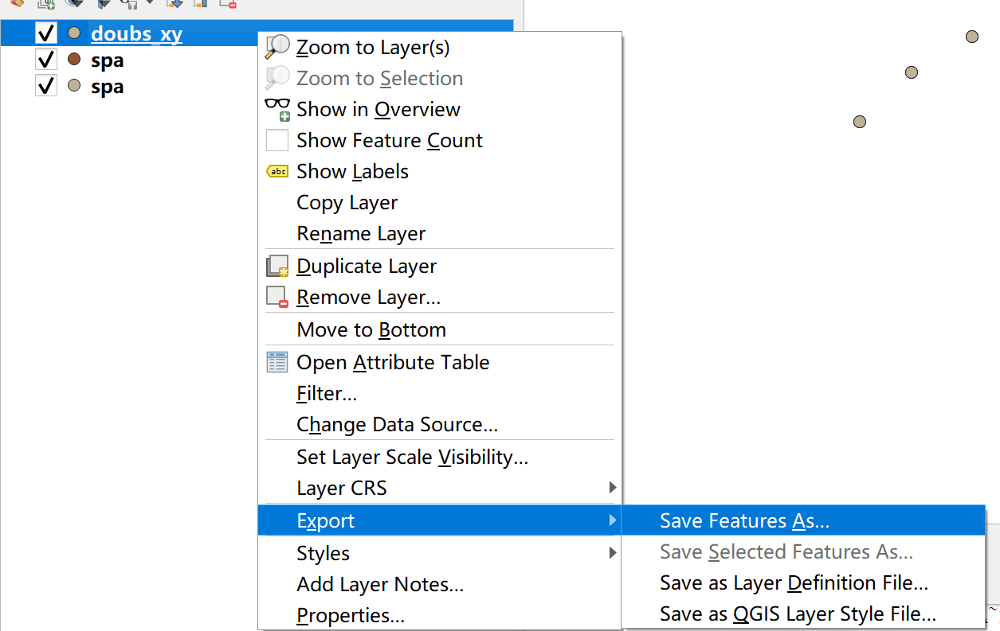 doubs_xy
spa
spa
Zoom to Layer(s)
Zoom to Selection
Show in Overview
Show Feature Count
abc Show Labels
Copy Layer
Rename Layer
Duplicate Layer
Remove Layer...
Move to Bottom
Open Attribute Table
Filter...
Change Data Source...
Set Layer Scale Visibility...
Layer CRS
Export
Styles
Add Layer Notes...
Properties...
Save Features As...
Save Selected Features As...
Save as Layer Definition File...
Save as QGIS Layer Style File...